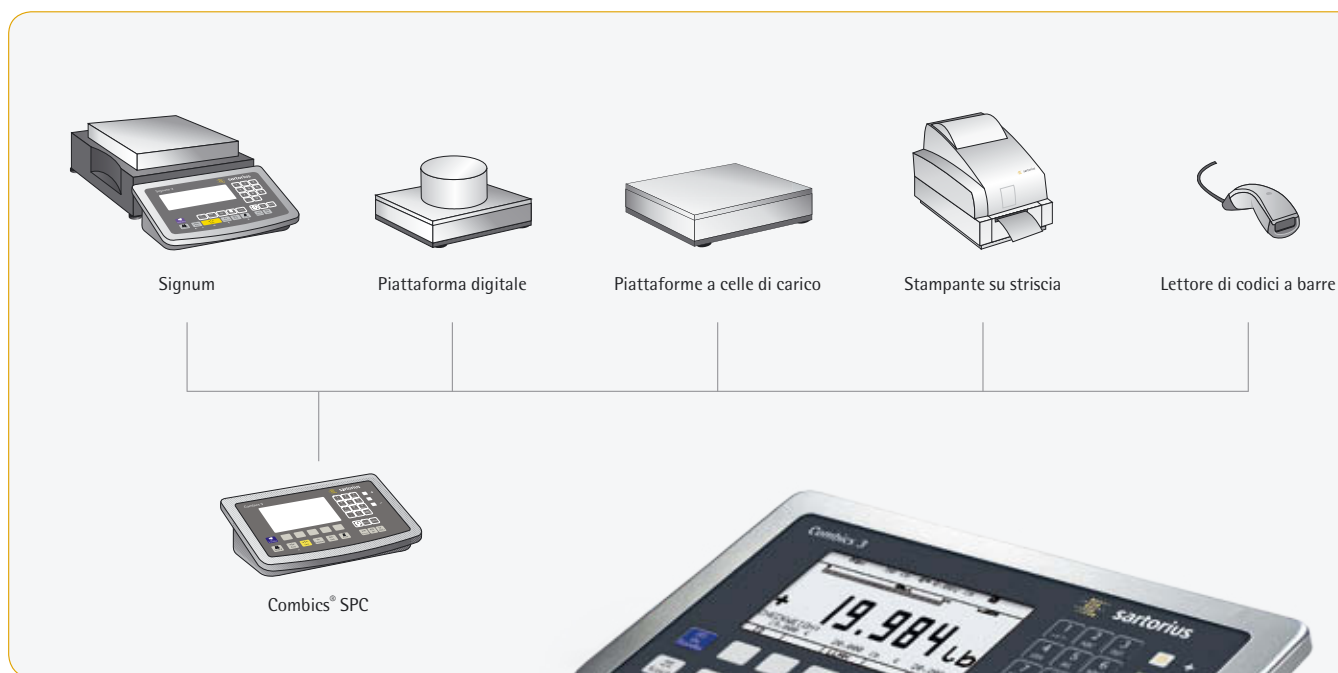 Signum
Piattaforma digitale
Piattaforme a celle di carico
Stampante su striscia
Lettore di codici a barre
Combics® SPC
Combics 3
sartorius
19.984 lb